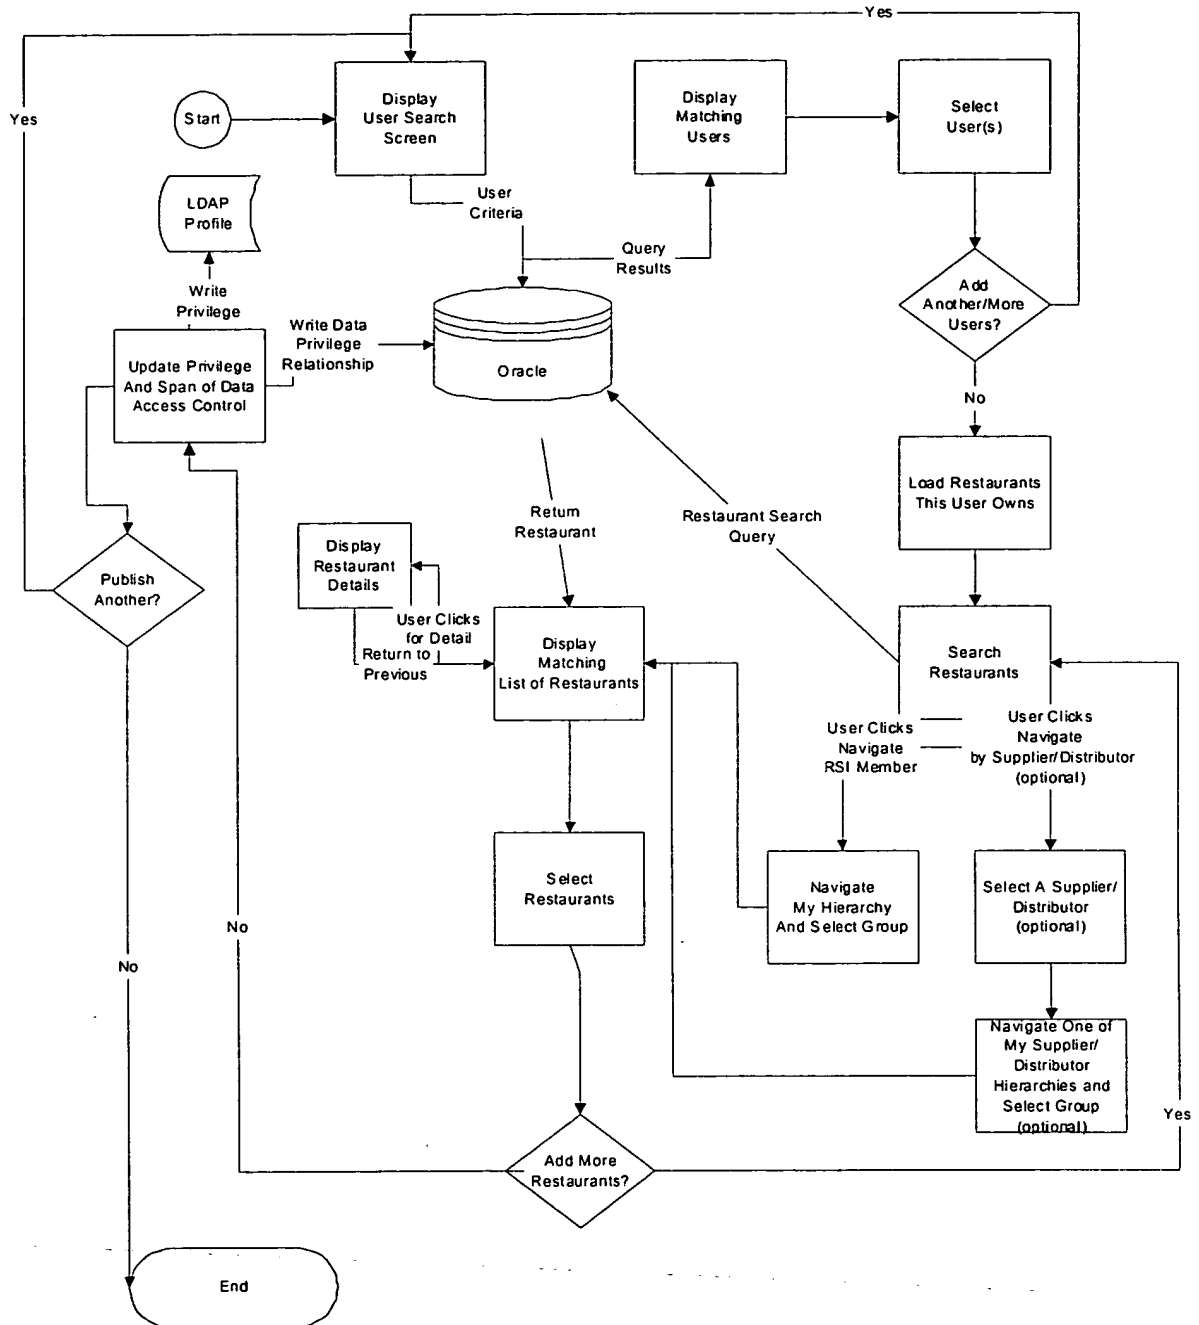 Yes
Yes
Start
Display
User Search
Screen
Display
Matching
Users
Select
User(s)
LDAP
Profile
User
Criteria
Query
Results
Add
Another/More
Users?
Write
Privilege
Write Data
Privilege
Relationship
Update Privilege
And Span of Data
Access Control
Oracle
No
Load Restaurants
This User Owns
Return
Restaurant
Restaurant Search
Query
Display
Restaurant
Details
Publish
Another?
User Clicks
for Detail
Return to
Previous
Display
Matching
List of Restaurants
Search
Restaurants
User Clicks
Navigate
RSI Member
User Clicks
Navigate
by Supplier/Distributor
(optional)
Select
Restaurants
Navigate
My Hierarchy
And Select Group
Select A Supplier/
Distributor
(optional)
No
No
Navigate One of
My Supplier/
Distributor
Hierarchies and
Select Group
(optional)
Yes
Add More
Restaurants?
End